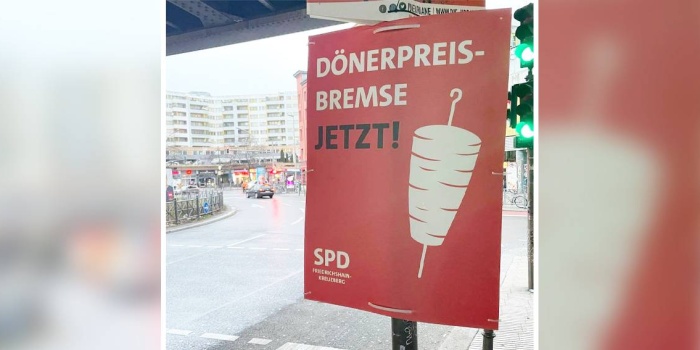 DÖNERPREIS-
BREMSE
JETZT!
SPD
FRIEDRICHSHAIN-
KREUZBERG